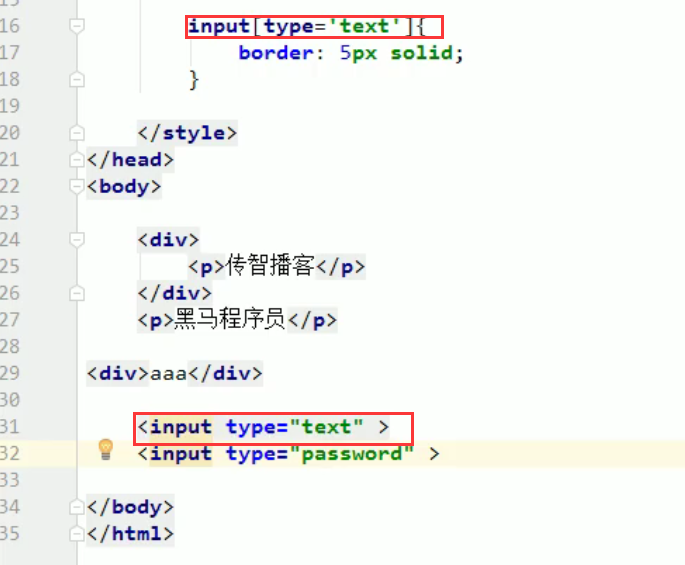 16 input[type='text']{
17 border: 5px solid;
18 }
19
20 </style>
21 </head>
22 <body>
23
24 <div>
25 <p>传智播客</p>
26 </div>
27 <p>黑马程序员</p>
28
29 <div>aaa</div>
30
31 <input type="text" >
32 <input type="password" >
33
34 </body>
35 </html>